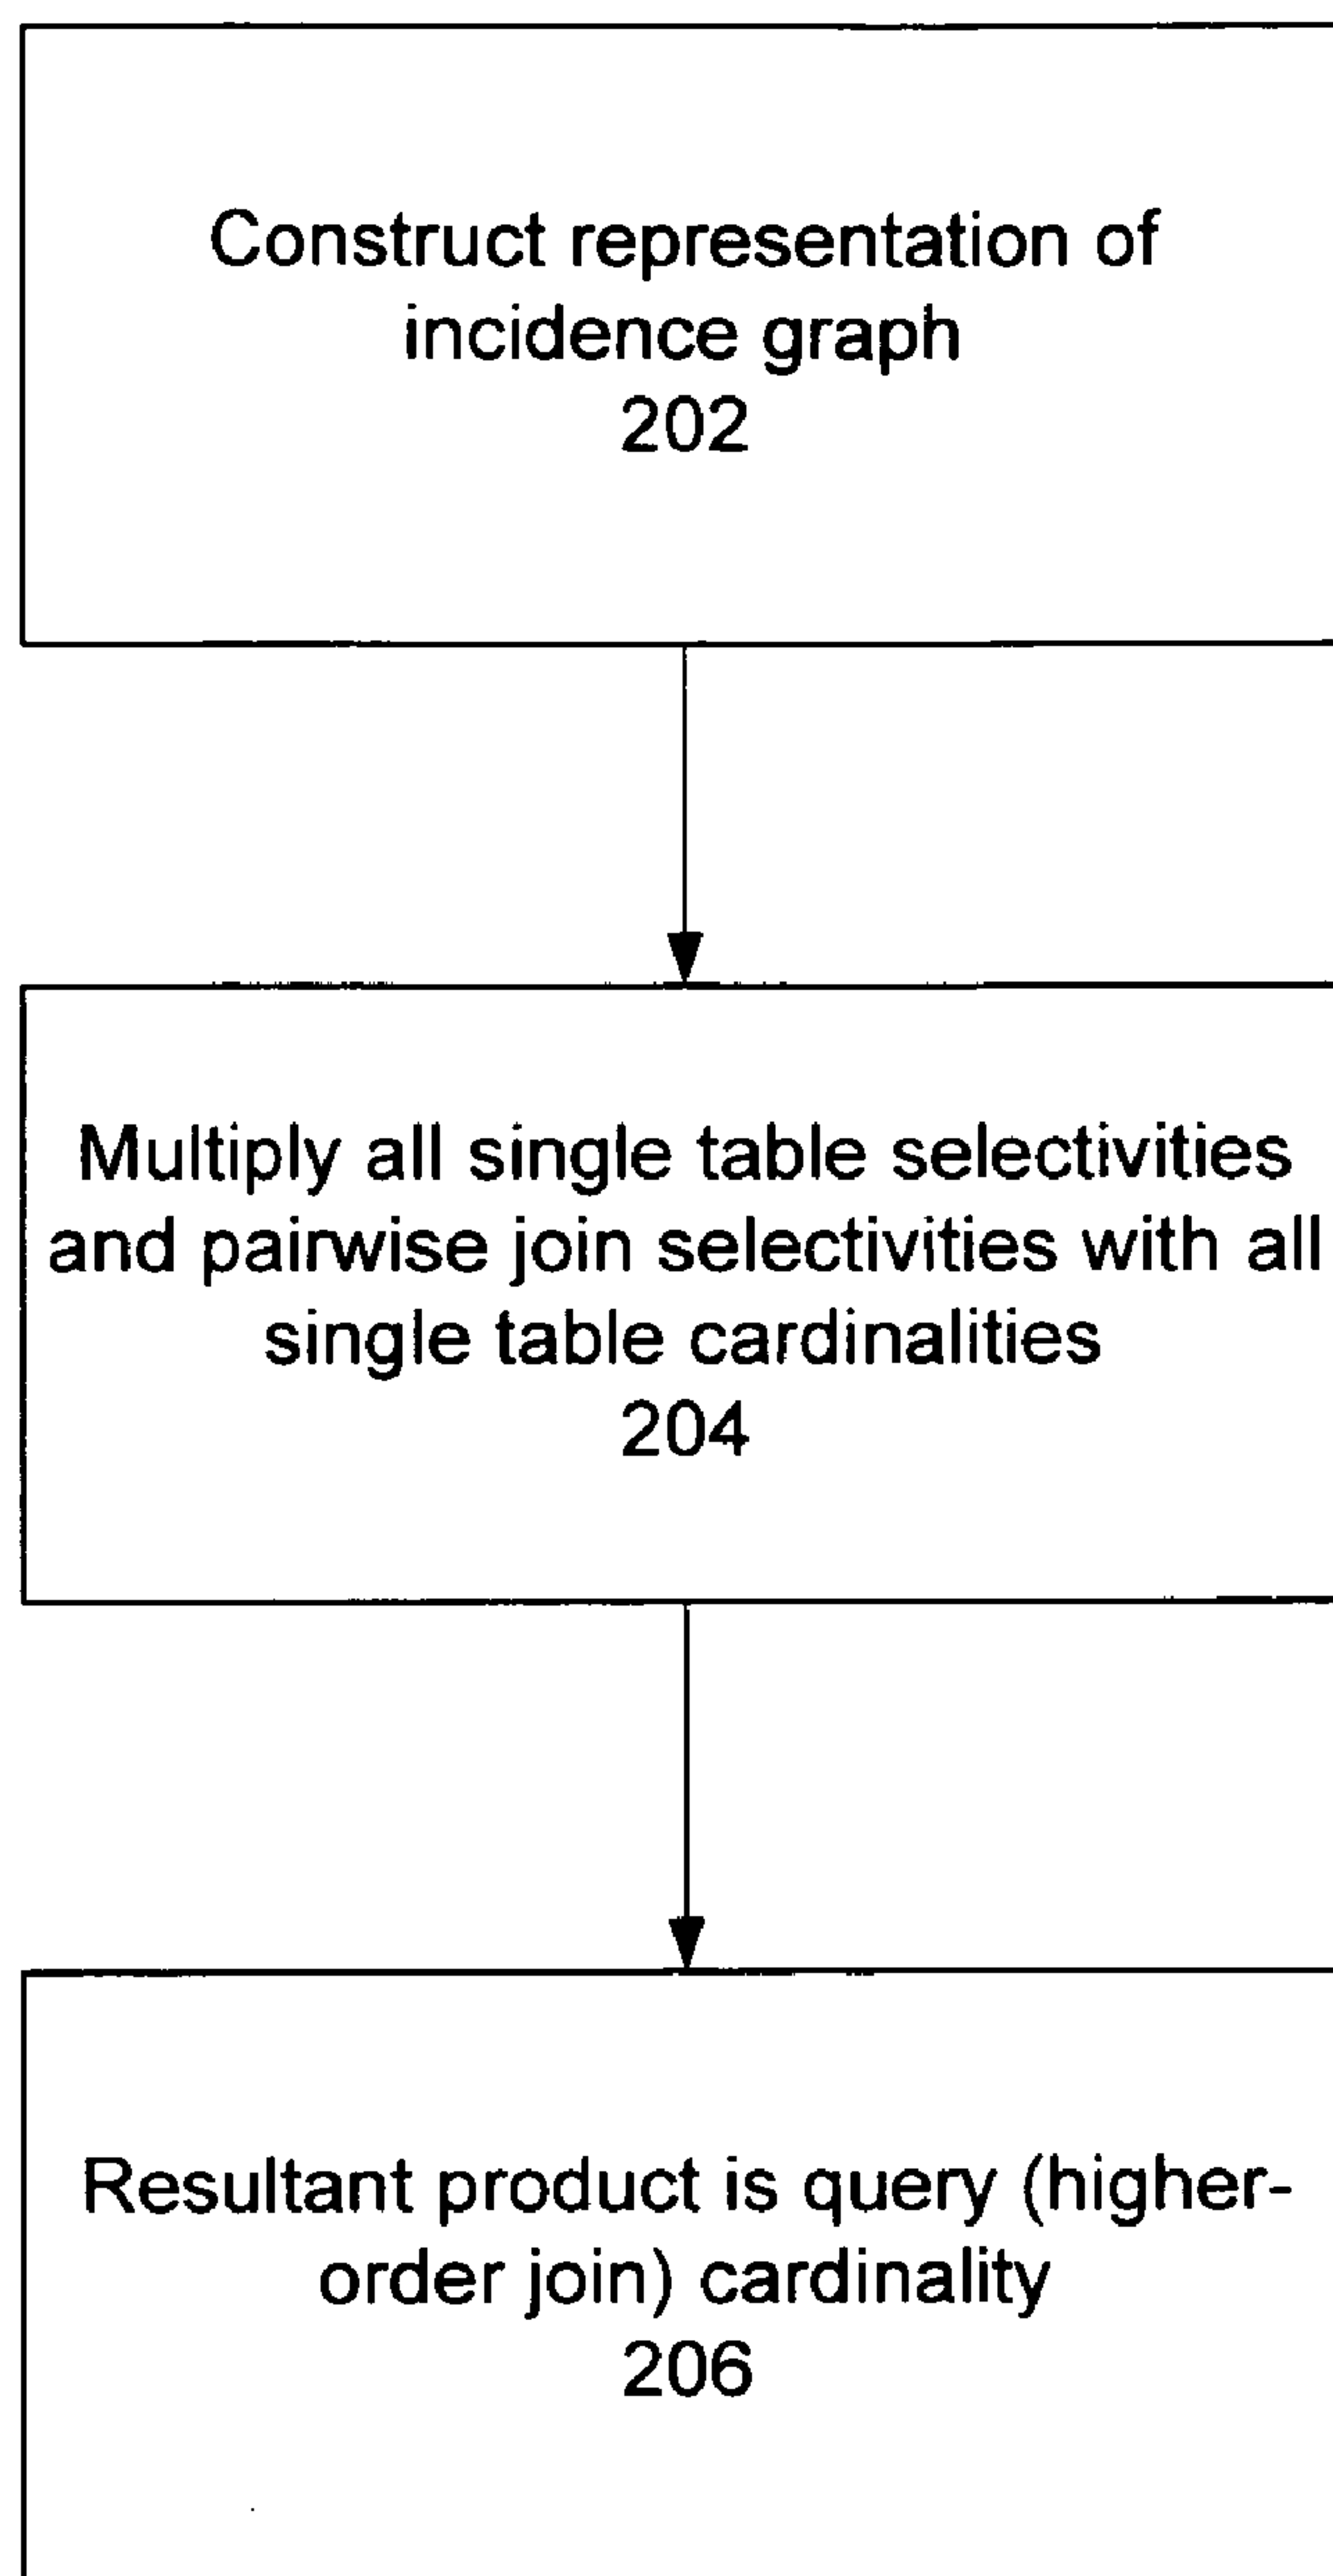 Construct representation of
incidence graph
202
Multiply all single table selectivities
and pairwise join selectivities with all
single table cardinalities
204
Resultant product is query (higher-
order join) cardinality
206